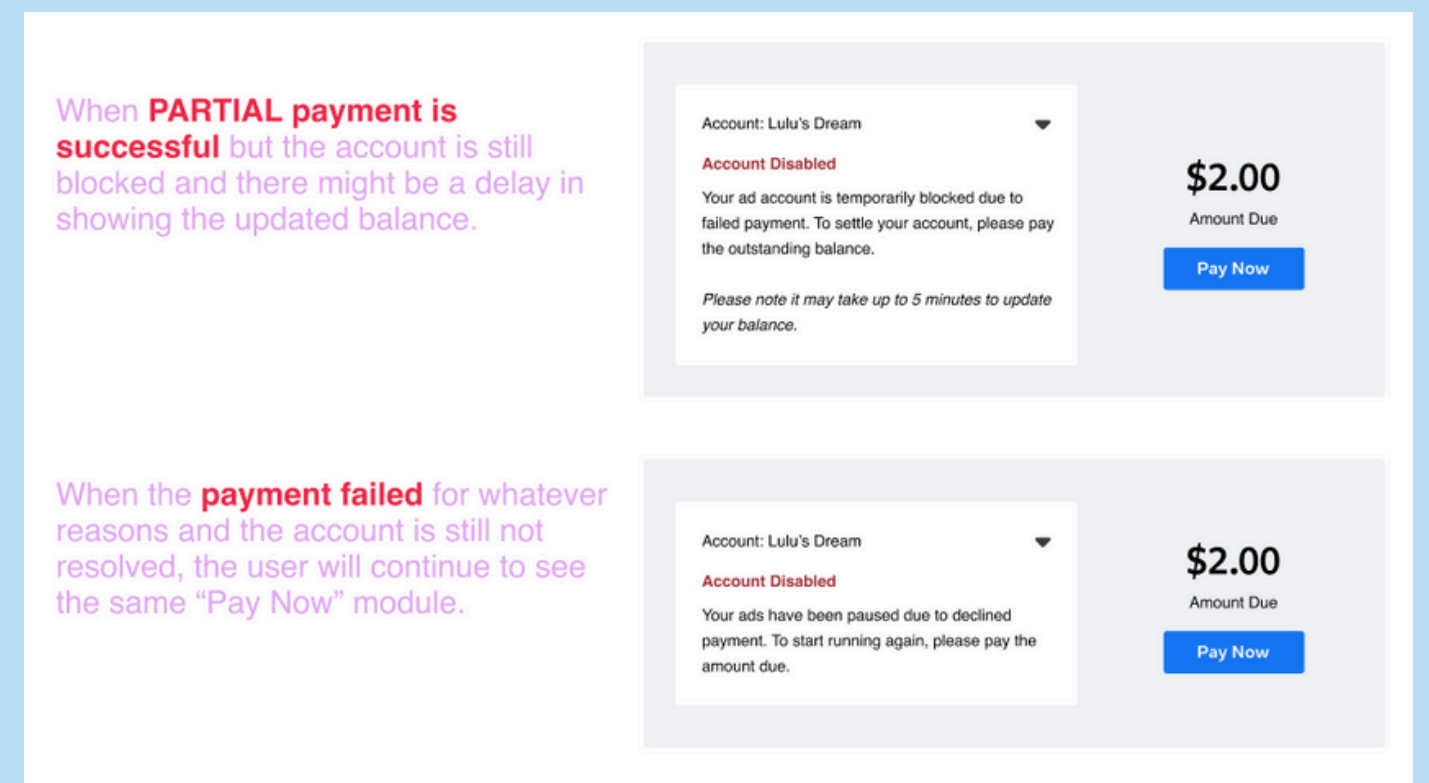 When PARTIAL payment is
successful but the account is still
blocked and there might be a delay in
showing the updated balance.
Account: Lulu's Dream
Account Disabled
Your ad account is temporarily blocked due to
failed payment. To settle your account, please pay
the outstanding balance.
Please note it may take up to 5 minutes to update
your balance.
$2.00
Amount Due
Pay Now
When the payment failed for whatever
reasons and the account is still not
resolved, the user will continue to see
the same “Pay Now” module.
Account: Lulu's Dream
Account Disabled
Your ads have been paused due to declined
payment. To start running again, please pay the
amount due.
$2.00
Amount Due
Pay Now